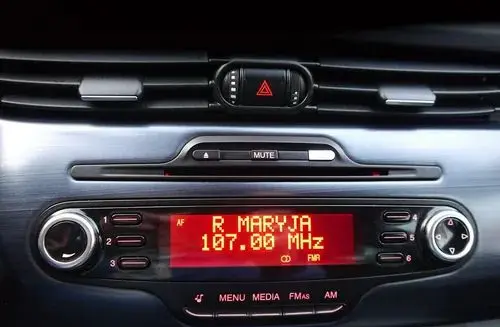 MUTE
AF R MARYJA
107.00 MHz
FMA
1
2
3
4
5
6
MENU MEDIA FMAS AM